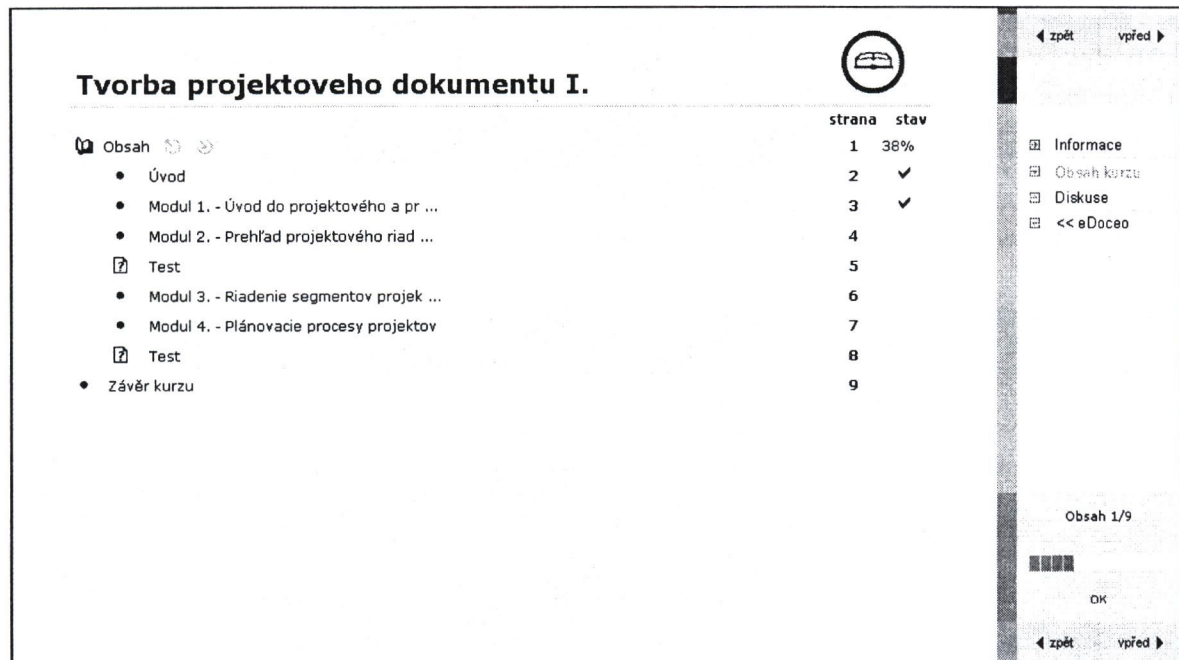 Tvorba projektoveho dokumentu I.
strana stav
Obsah 1 38%
Úvod 2 ✔
Modul 1. - Úvod do projektového a pr ... 3 ✔
Modul 2. - Prehľad projektového riad ... 4
Test 5
Modul 3. - Riadenie segmentov projek ... 6
Modul 4. - Plánovacie procesy projektov 7
Test 8
Závěr kurzu 9
zpět vpřed
Informace
Obsah kurzu
Diskuse
<< eDoceo
Obsah 1/9
OK
zpět vpřed